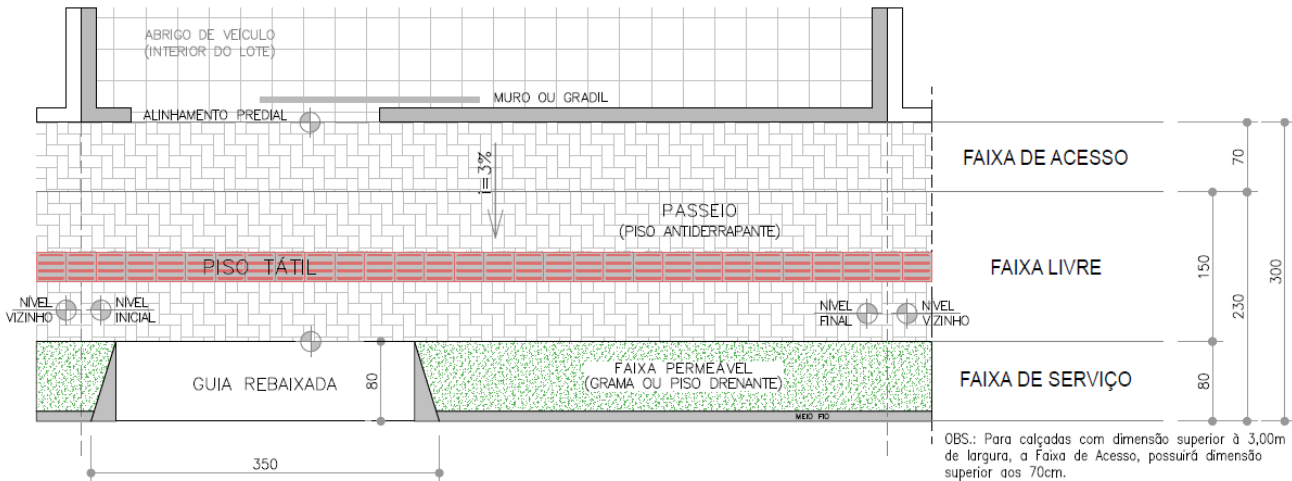 ABRIGO DE VEÍCULO
(INTERIOR DO LOTE)
MURO OU GRADIL
ALINHAMENTO PREDIAL
i=3%
FAIXA DE ACESSO
70
PASSEIO
(PISO ANTIDERRAPANTE)
PISO TÁTIL
FAIXA LIVRE
150
230
300
NÍVEL
VIZINHO
NÍVEL
INICIAL
NÍVEL
FINAL
NÍVEL
VIZINHO
GUIA REBAIXADA
80
FAIXA PERMEÁVEL
(GRAMA OU PISO DRENANTE)
FAIXA DE SERVIÇO
80
MEIO FIO
350
OBS.: Para calçadas com dimensão superior à 3,00m
de largura, a Faixa de Acesso, possuirá dimensão
superior aos 70cm.